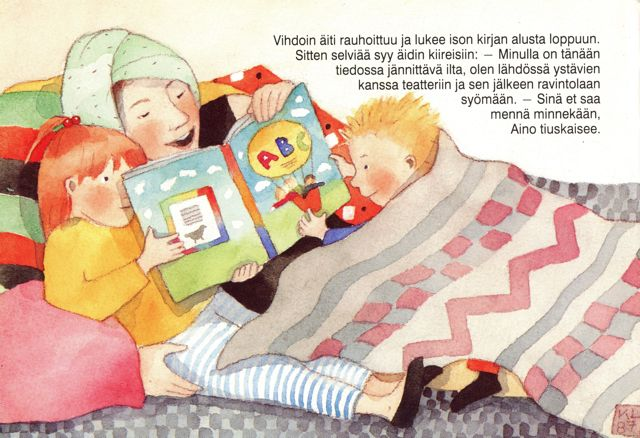 Vihdoin äiti rauhoittuu ja lukee ison kirjan alusta loppuun.
Sitten selviää syy äidin kiireisiin: – Minulla on tänään
tiedossa jännittävä ilta, olen lähdössä ystävien
kanssa teatteriin ja sen jälkeen ravintolaan
syömään. – Sinä et saa
mennä minnekään,
Aino tiuskaisee.
ABC
KL
87